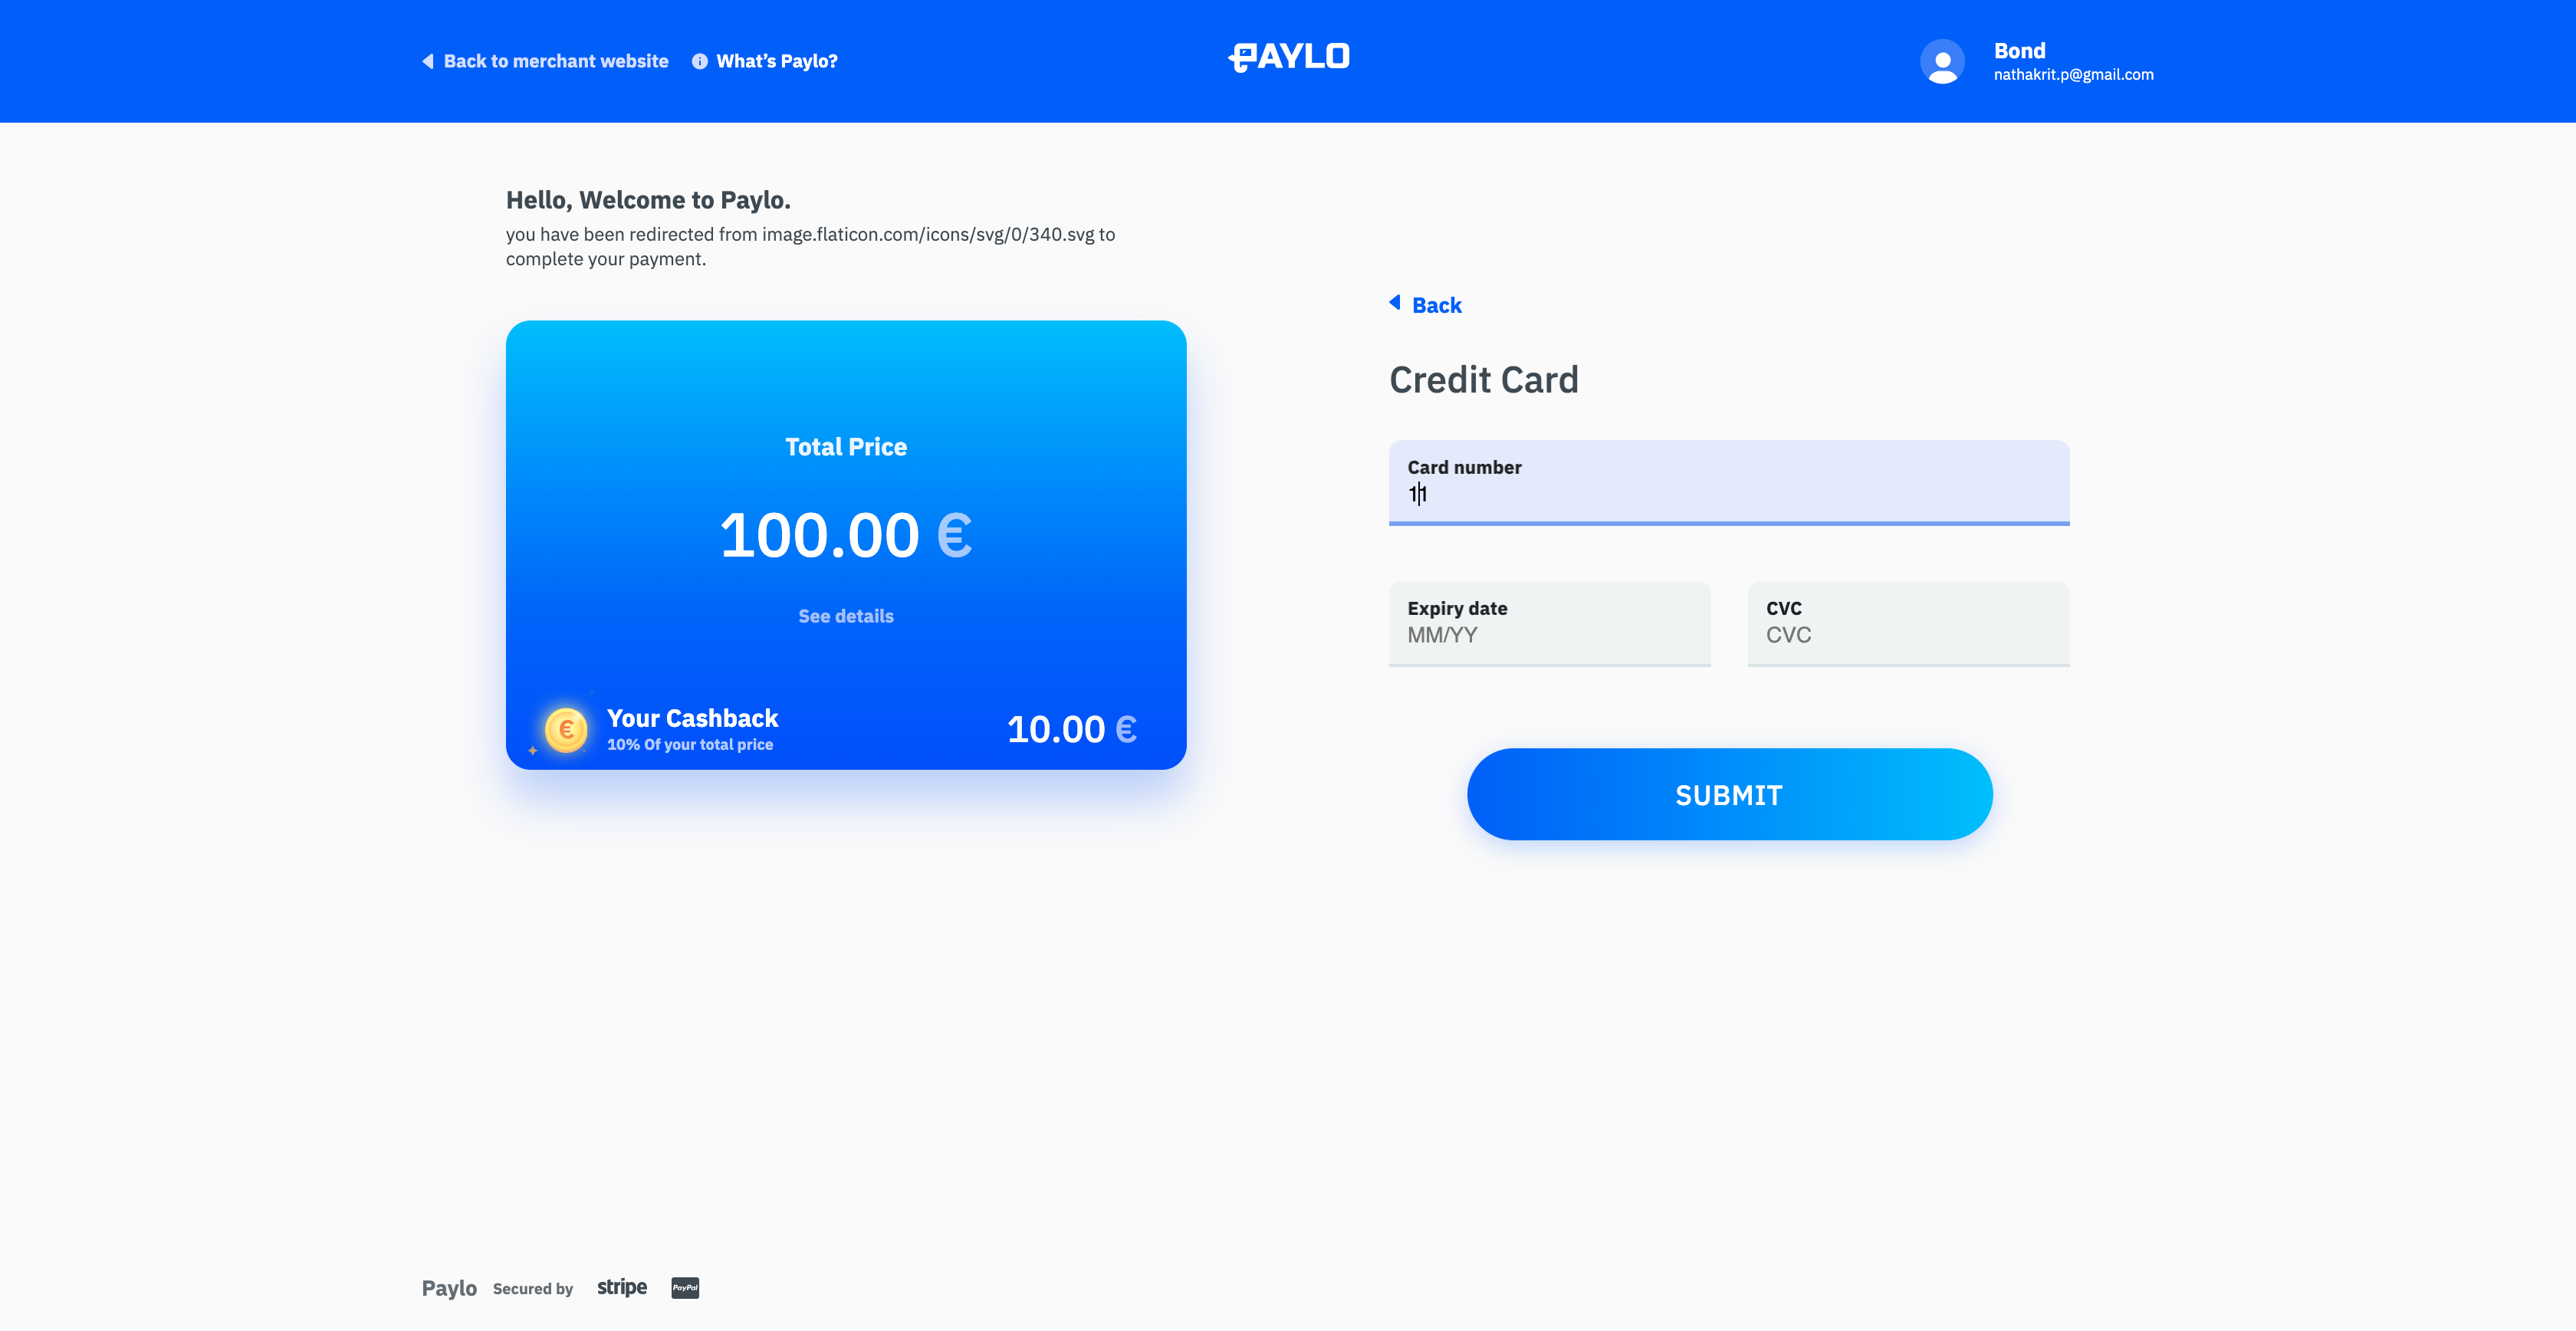 Back to merchant website
What's Paylo?
PAYLO
Bond
nathakrit.p@gmail.com
Hello, Welcome to Paylo.
you have been redirected from image.flaticon.com/icons/svg/0/340.svg to
complete your payment.
Total Price
100.00 €
See details
€
Your Cashback
10% Of your total price
10.00 €
Back
Credit Card
Card number
11
Expiry date
MM/YY
CVC
CVC
SUBMIT
Paylo
Secured by
stripe
PayPal